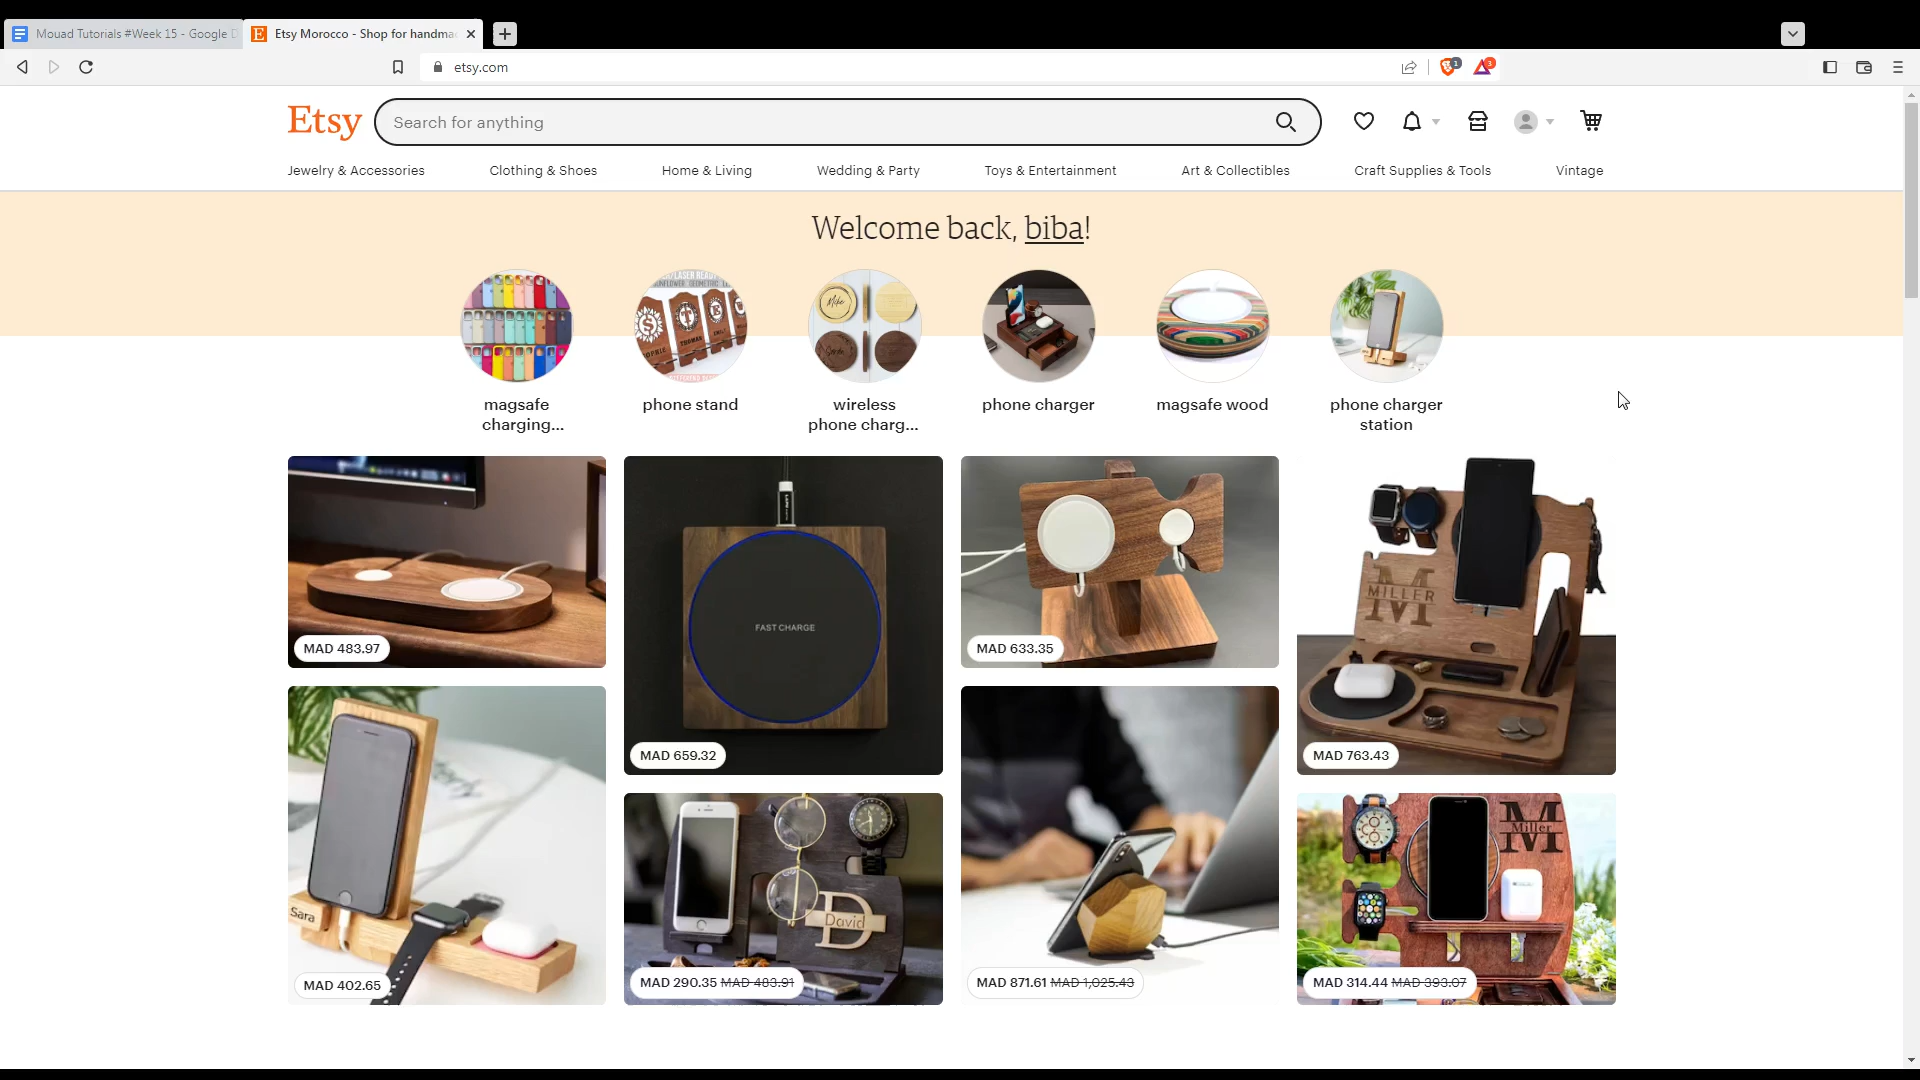 Mouad Tutorials #Week 15 - Google D
Etsy Morocco - Shop for handma
etsy.com
1
3
Etsy
Search for anything
Jewelry & Accessories
Clothing & Shoes
Home & Living
Wedding & Party
Toys & Entertainment
Art & Collectibles
Craft Supplies & Tools
Vintage
Welcome back, biba!
magsafe
charging...
phone stand
wireless
phone charg...
phone charger
magsafe wood
phone charger
station
MAD 483.97
FAST CHARGE
MAD 659.32
MAD 633.35
M
MILLER
MAD 763.43
Sara
MAD 402.65
D
David
MAD 290.35 MAD 483.91
MAD 871.61 MAD 1,025.43
M
Miller
MAD 314.44 MAD 393.07